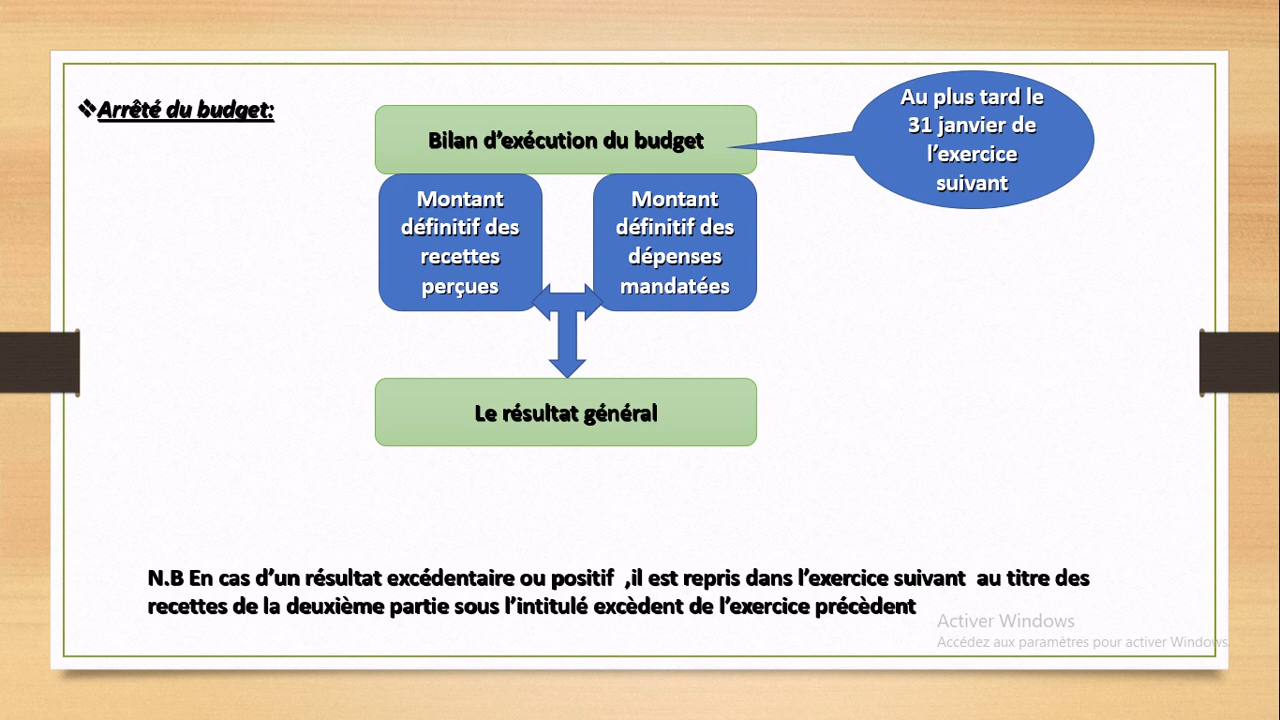 ❖Arrêté du budget:
Bilan d'exécution du budget
Au plus tard le
31 janvier de
l'exercice
suivant
Montant
définitif des
recettes
perçues
Montant
définitif des
dépenses
mandatées
Le résultat général
N.B En cas d'un résultat excédentaire ou positif ,il est repris dans l'exercice suivant au titre des
recettes de la deuxième partie sous l'intitulé excèdent de l'exercice précèdent
Activer Windows
Accédez aux paramètres pour activer Windows.